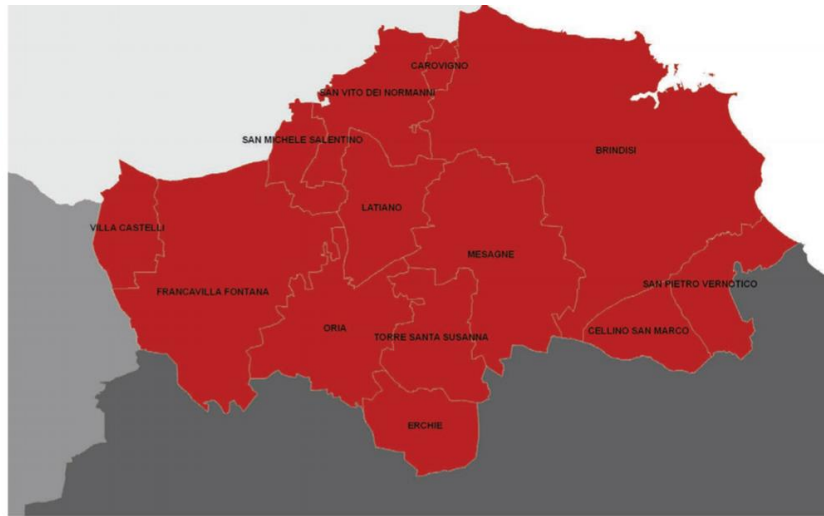 CAROVIGNO
SAN VITO DEI NORMANNI
SAN MICHELE SALENTINO
BRINDISI
LATIANO
VILLA CASTELLI
MESAGNE
SAN PIETRO VERNOTICO
FRANCAVILLA FONTANA
ORIA
CELLINO SAN MARCO
TORRE SANTA SUSANNA
ERCHIE